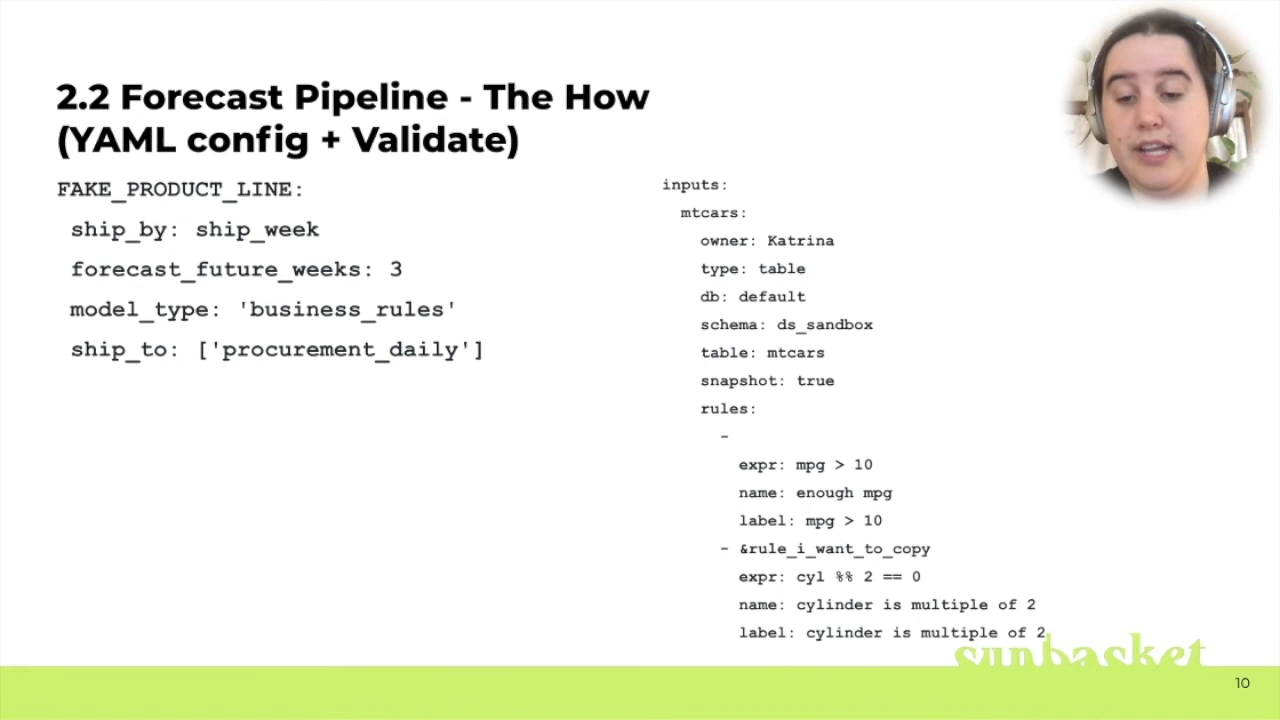 2.2 Forecast Pipeline - The How
(YAML config + Validate)
FAKE_PRODUCT_LINE:
ship_by: ship_week
forecast_future_weeks: 3
model_type: 'business_rules'
ship_to: ['procurement_daily']
inputs:
mtcars:
owner: Katrina
type: table
db: default
schema: ds_sandbox
table: mtcars
snapshot: true
rules:
-
expr: mpg > 10
name: enough mpg
label: mpg > 10
- &rule_i_want_to_copy
expr: cyl %% 2 == 0
name: cylinder is multiple of 2
label: cylinder is multiple of 2
sunbasket
10